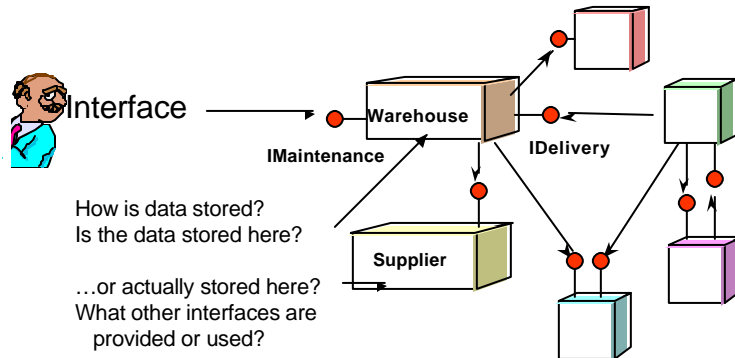 Interface
Warehouse
IMaintenance
IDelivery
How is data stored?
Is the data stored here?
Supplier
…or actually stored here?
What other interfaces are
provided or used?